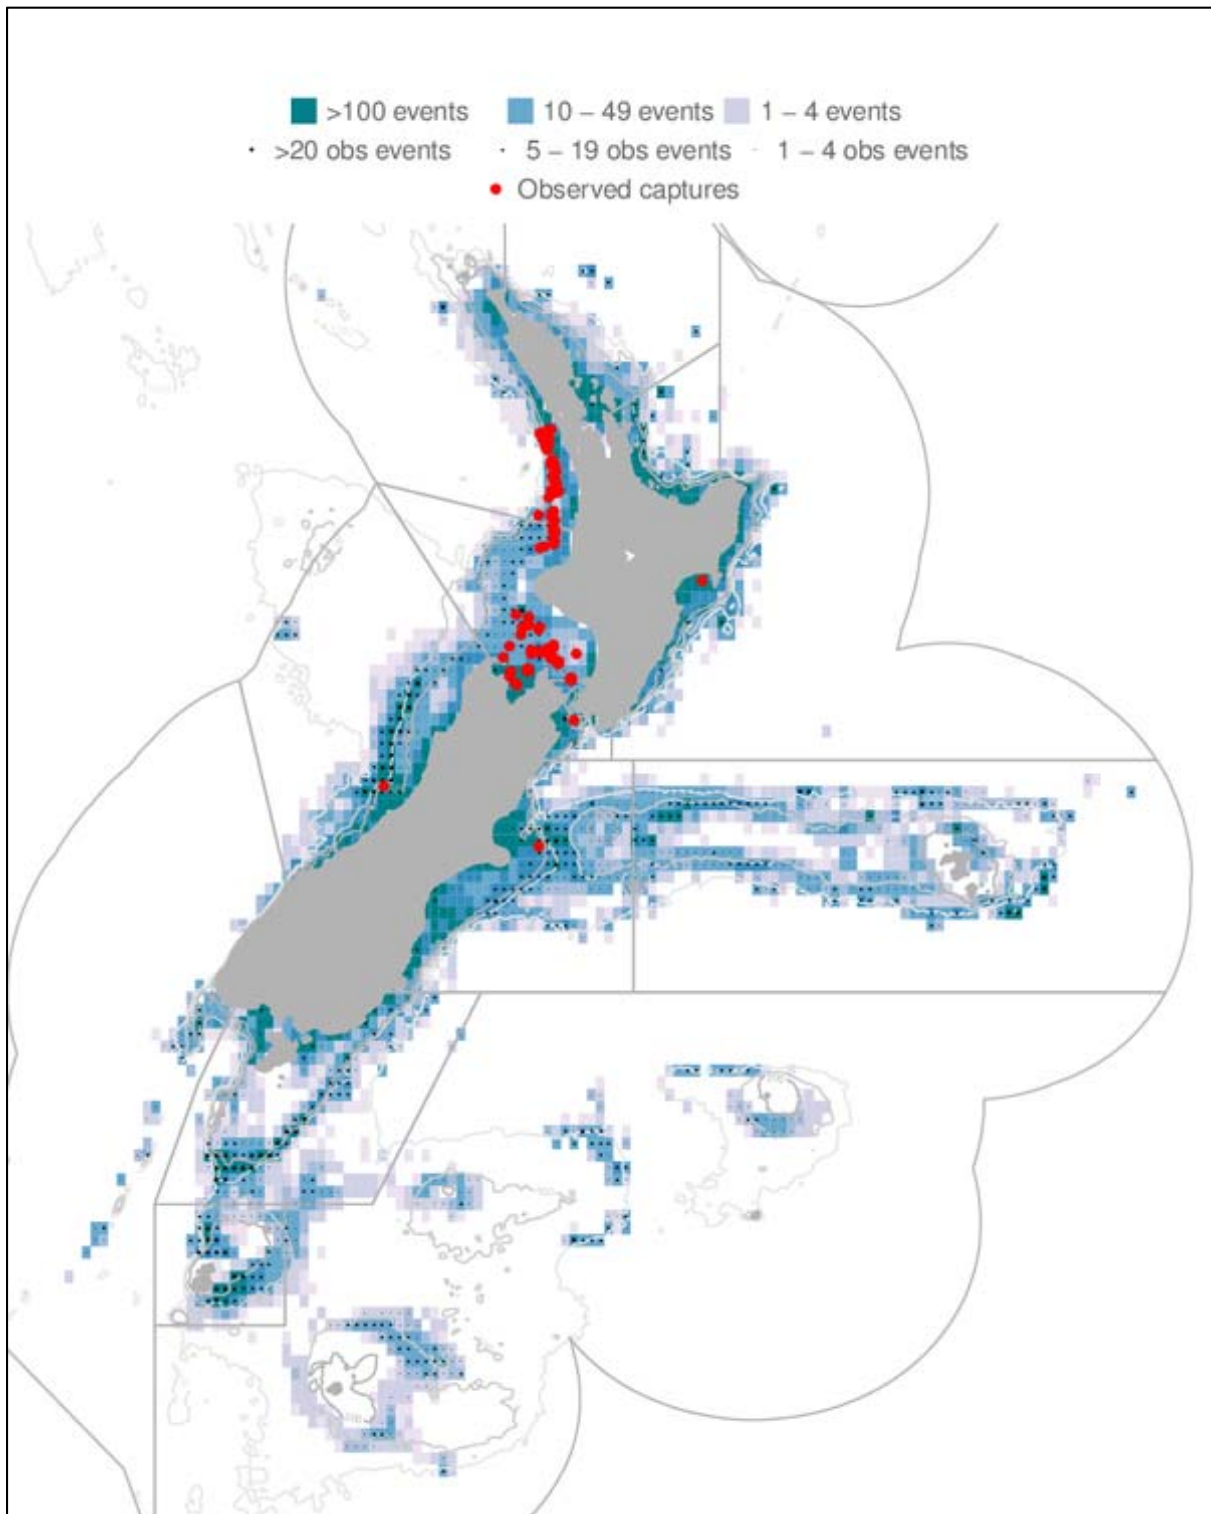 >100 events 10 – 49 events 1 – 4 events
>20 obs events 5 – 19 obs events 1 – 4 obs events
Observed captures